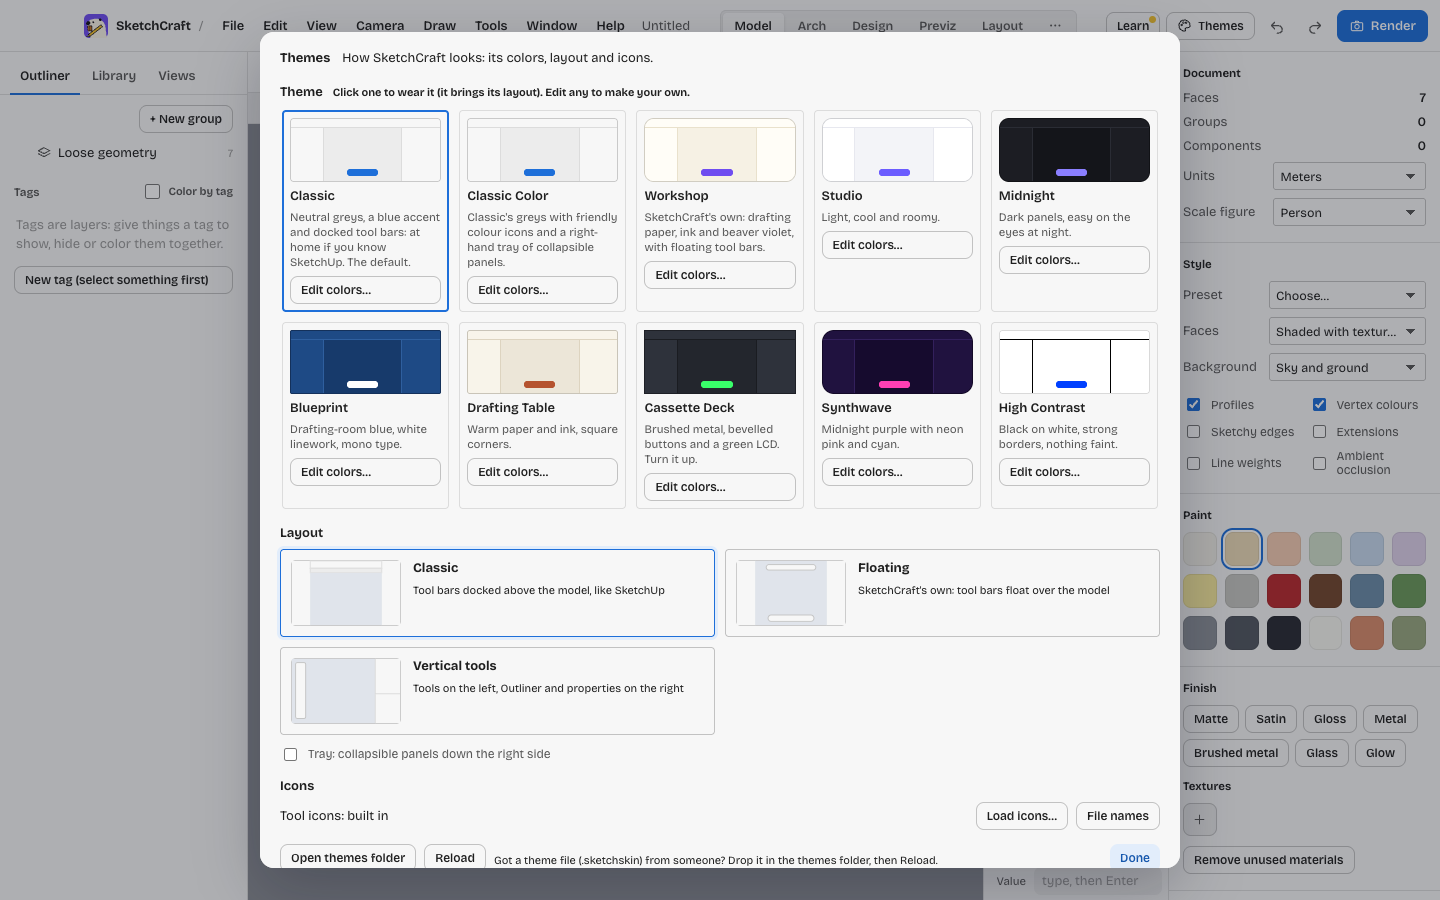 SketchCraft / File Edit View Camera Draw Tools Window Help Untitled Model Arch Design Previz Layout ··· Learn Themes Render
Outliner Library Views
+ New group
Loose geometry 7
Tags Color by tag
Tags are layers: give things a tag to
show, hide or color them together.
New tag (select something first)
Themes How SketchCraft looks: its colors, layout and icons.
Theme Click one to wear it (it brings its layout). Edit any to make your own.
Classic
Neutral greys, a blue accent
and docked tool bars: at
home if you know
SketchUp. The default.
Edit colors...
Classic Color
Classic's greys with friendly
colour icons and a right-
hand tray of collapsible
panels.
Edit colors...
Workshop
SketchCraft's own: drafting
paper, ink and beaver violet,
with floating tool bars.
Edit colors...
Studio
Light, cool and roomy.
Edit colors...
Midnight
Dark panels, easy on the
eyes at night.
Edit colors...
Blueprint
Drafting-room blue, white
linework, mono type.
Edit colors...
Drafting Table
Warm paper and ink, square
corners.
Edit colors...
Cassette Deck
Brushed metal, bevelled
buttons and a green LCD.
Turn it up.
Edit colors...
Synthwave
Midnight purple with neon
pink and cyan.
Edit colors...
High Contrast
Black on white, strong
borders, nothing faint.
Edit colors...
Layout
Classic
Tool bars docked above the model, like SketchUp
Floating
SketchCraft's own: tool bars float over the model
Vertical tools
Tools on the left, Outliner and properties on the right
Tray: collapsible panels down the right side
Icons
Tool icons: built in Load icons... File names
Open themes folder Reload Got a theme file (.sketchskin) from someone? Drop it in the themes folder, then Reload. Done
Document
Faces 7
Groups 0
Components 0
Units Meters
Scale figure Person
Style
Preset Choose...
Faces Shaded with textur...
Background Sky and ground
Profiles Vertex colours
Sketchy edges Extensions
Line weights Ambient
occlusion
Paint
Finish
Matte Satin Gloss Metal
Brushed metal Glass Glow
Textures
+
Remove unused materials
Value type, then Enter